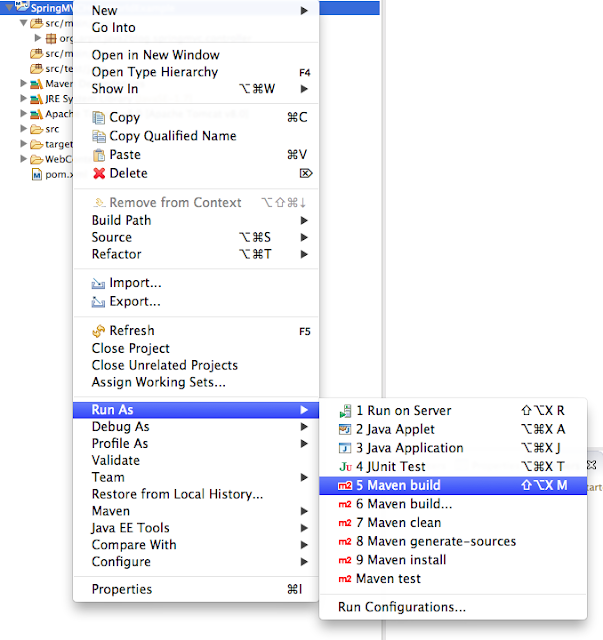 SpringMV
src/m
org
src/m
src/te
Maven
JRE Sy
Apach
src
target
WebCo
pom.x
New
Go Into
Open in New Window
Open Type Hierarchy F4
Show In ⌥⌘W
Copy ⌘C
Copy Qualified Name
Paste ⌘V
Delete ⌦
Remove from Context ⌥⇧⌘↓
Build Path
Source ⌥⌘S
Refactor ⌥⌘T
Import...
Export...
Refresh F5
Close Project
Close Unrelated Projects
Assign Working Sets...
Run As
Debug As
Profile As
Validate
Team
Restore from Local History...
Maven
Java EE Tools
Compare With
Configure
Properties ⌘I
1 Run on Server ⇧⌥X R
2 Java Applet ⌥⌘X A
3 Java Application ⌥⌘X J
Ju 4 JUnit Test ⌥⌘X T
m2 5 Maven build ⇧⌥X M
m2 6 Maven build...
m2 7 Maven clean
m2 8 Maven generate-sources
m2 9 Maven install
m2 Maven test
Run Configurations...
tart